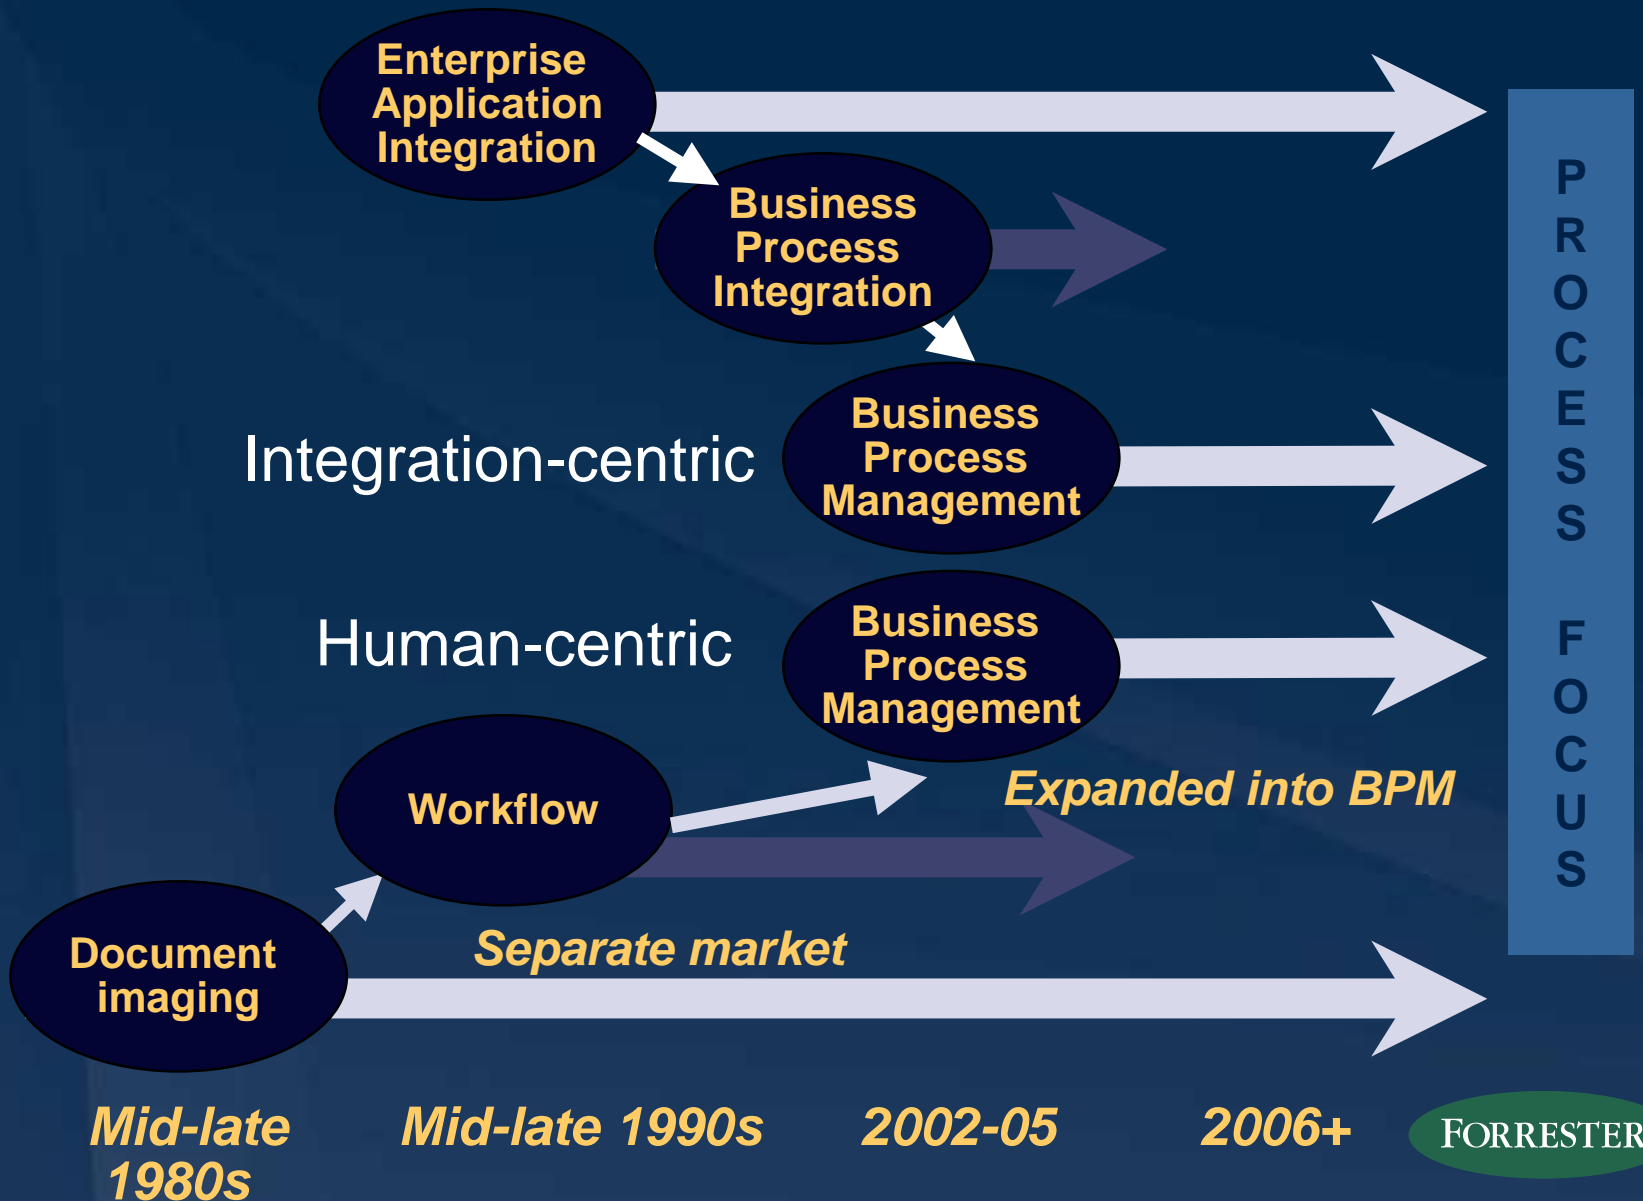 Enterprise
Application
Integration
Business
Process
Integration
Integration-centric
Business
Process
Management
Human-centric
Business
Process
Management
Workflow
Expanded into BPM
Document
imaging
Separate market
PROCESS FOCUS
Mid-late
1980s
Mid-late 1990s
2002-05
2006+
FORRESTER